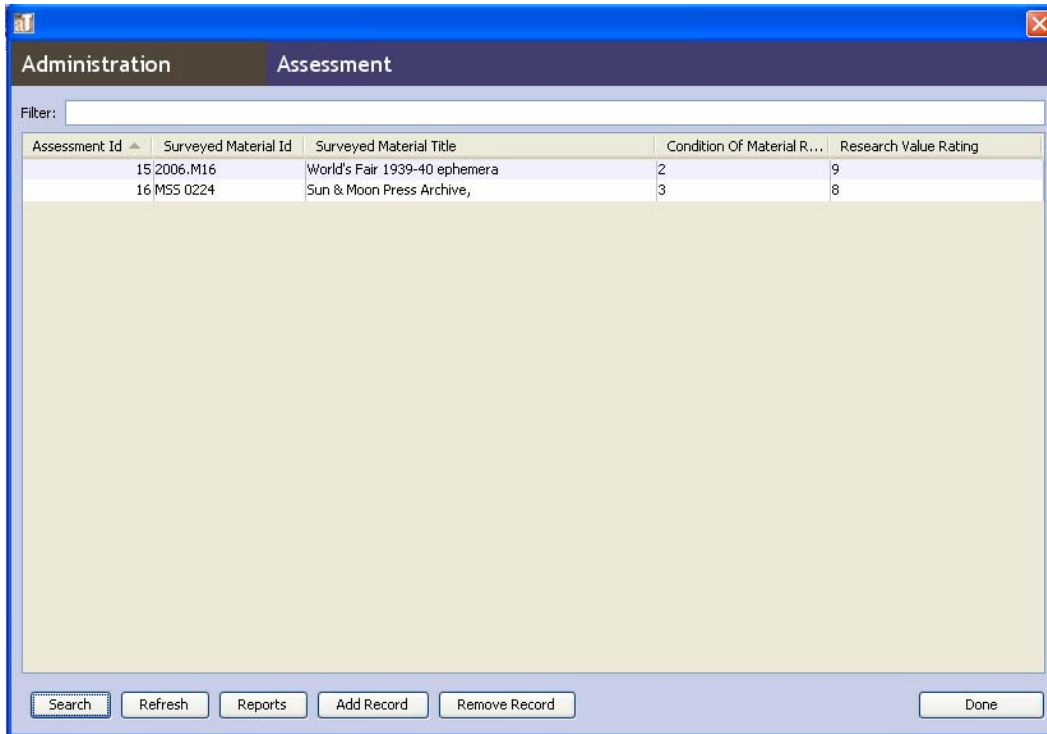 aT
Administration Assessment
Filter:
Assessment Id Surveyed Material Id Surveyed Material Title Condition Of Material R... Research Value Rating
15 2006.M16 World's Fair 1939-40 ephemera 2 9
16 MSS 0224 Sun & Moon Press Archive, 3 8
Search Refresh Reports Add Record Remove Record Done